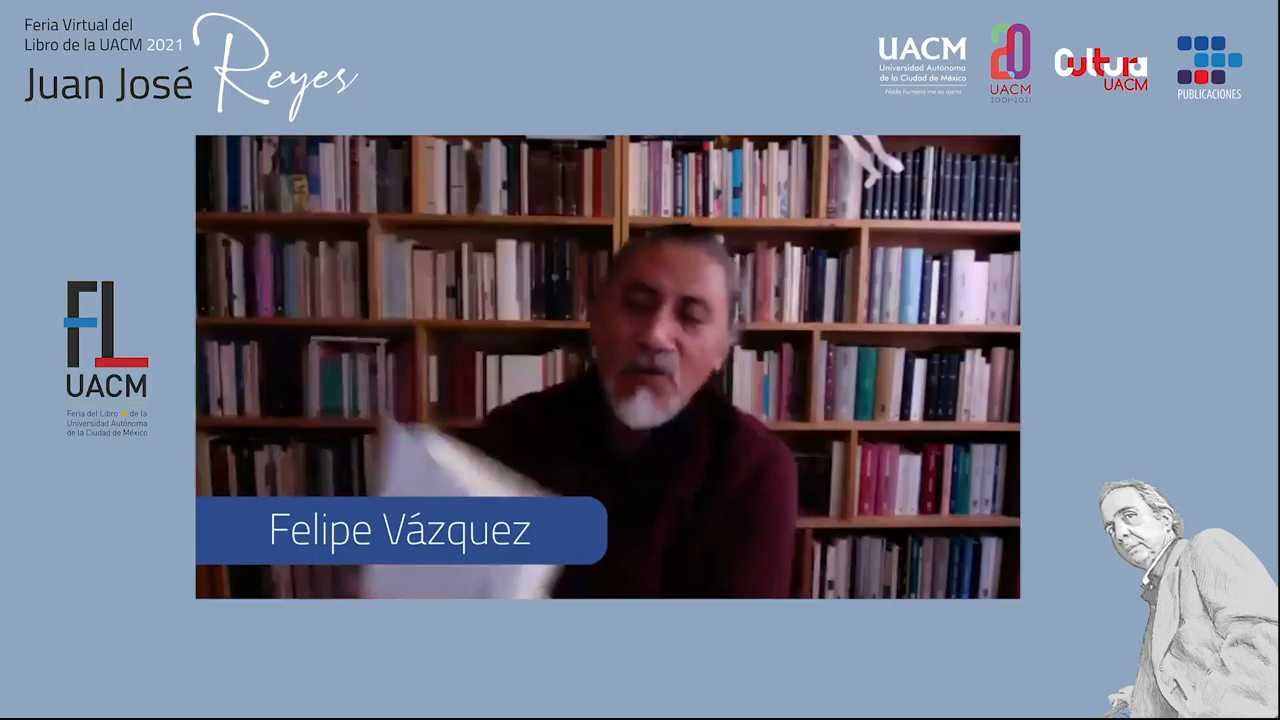 Feria Virtual del
Libro de la UACM 2021
Juan José Reyes
UACM
Universidad Autónoma
de la Ciudad de México
Nada humano me es ajeno
20
UACM
2001-2021
Cultura
UACM
PUBLICACIONES
FL
UACM
Feria del Libro de la
Universidad Autónoma
de la Ciudad de México
Felipe Vázquez